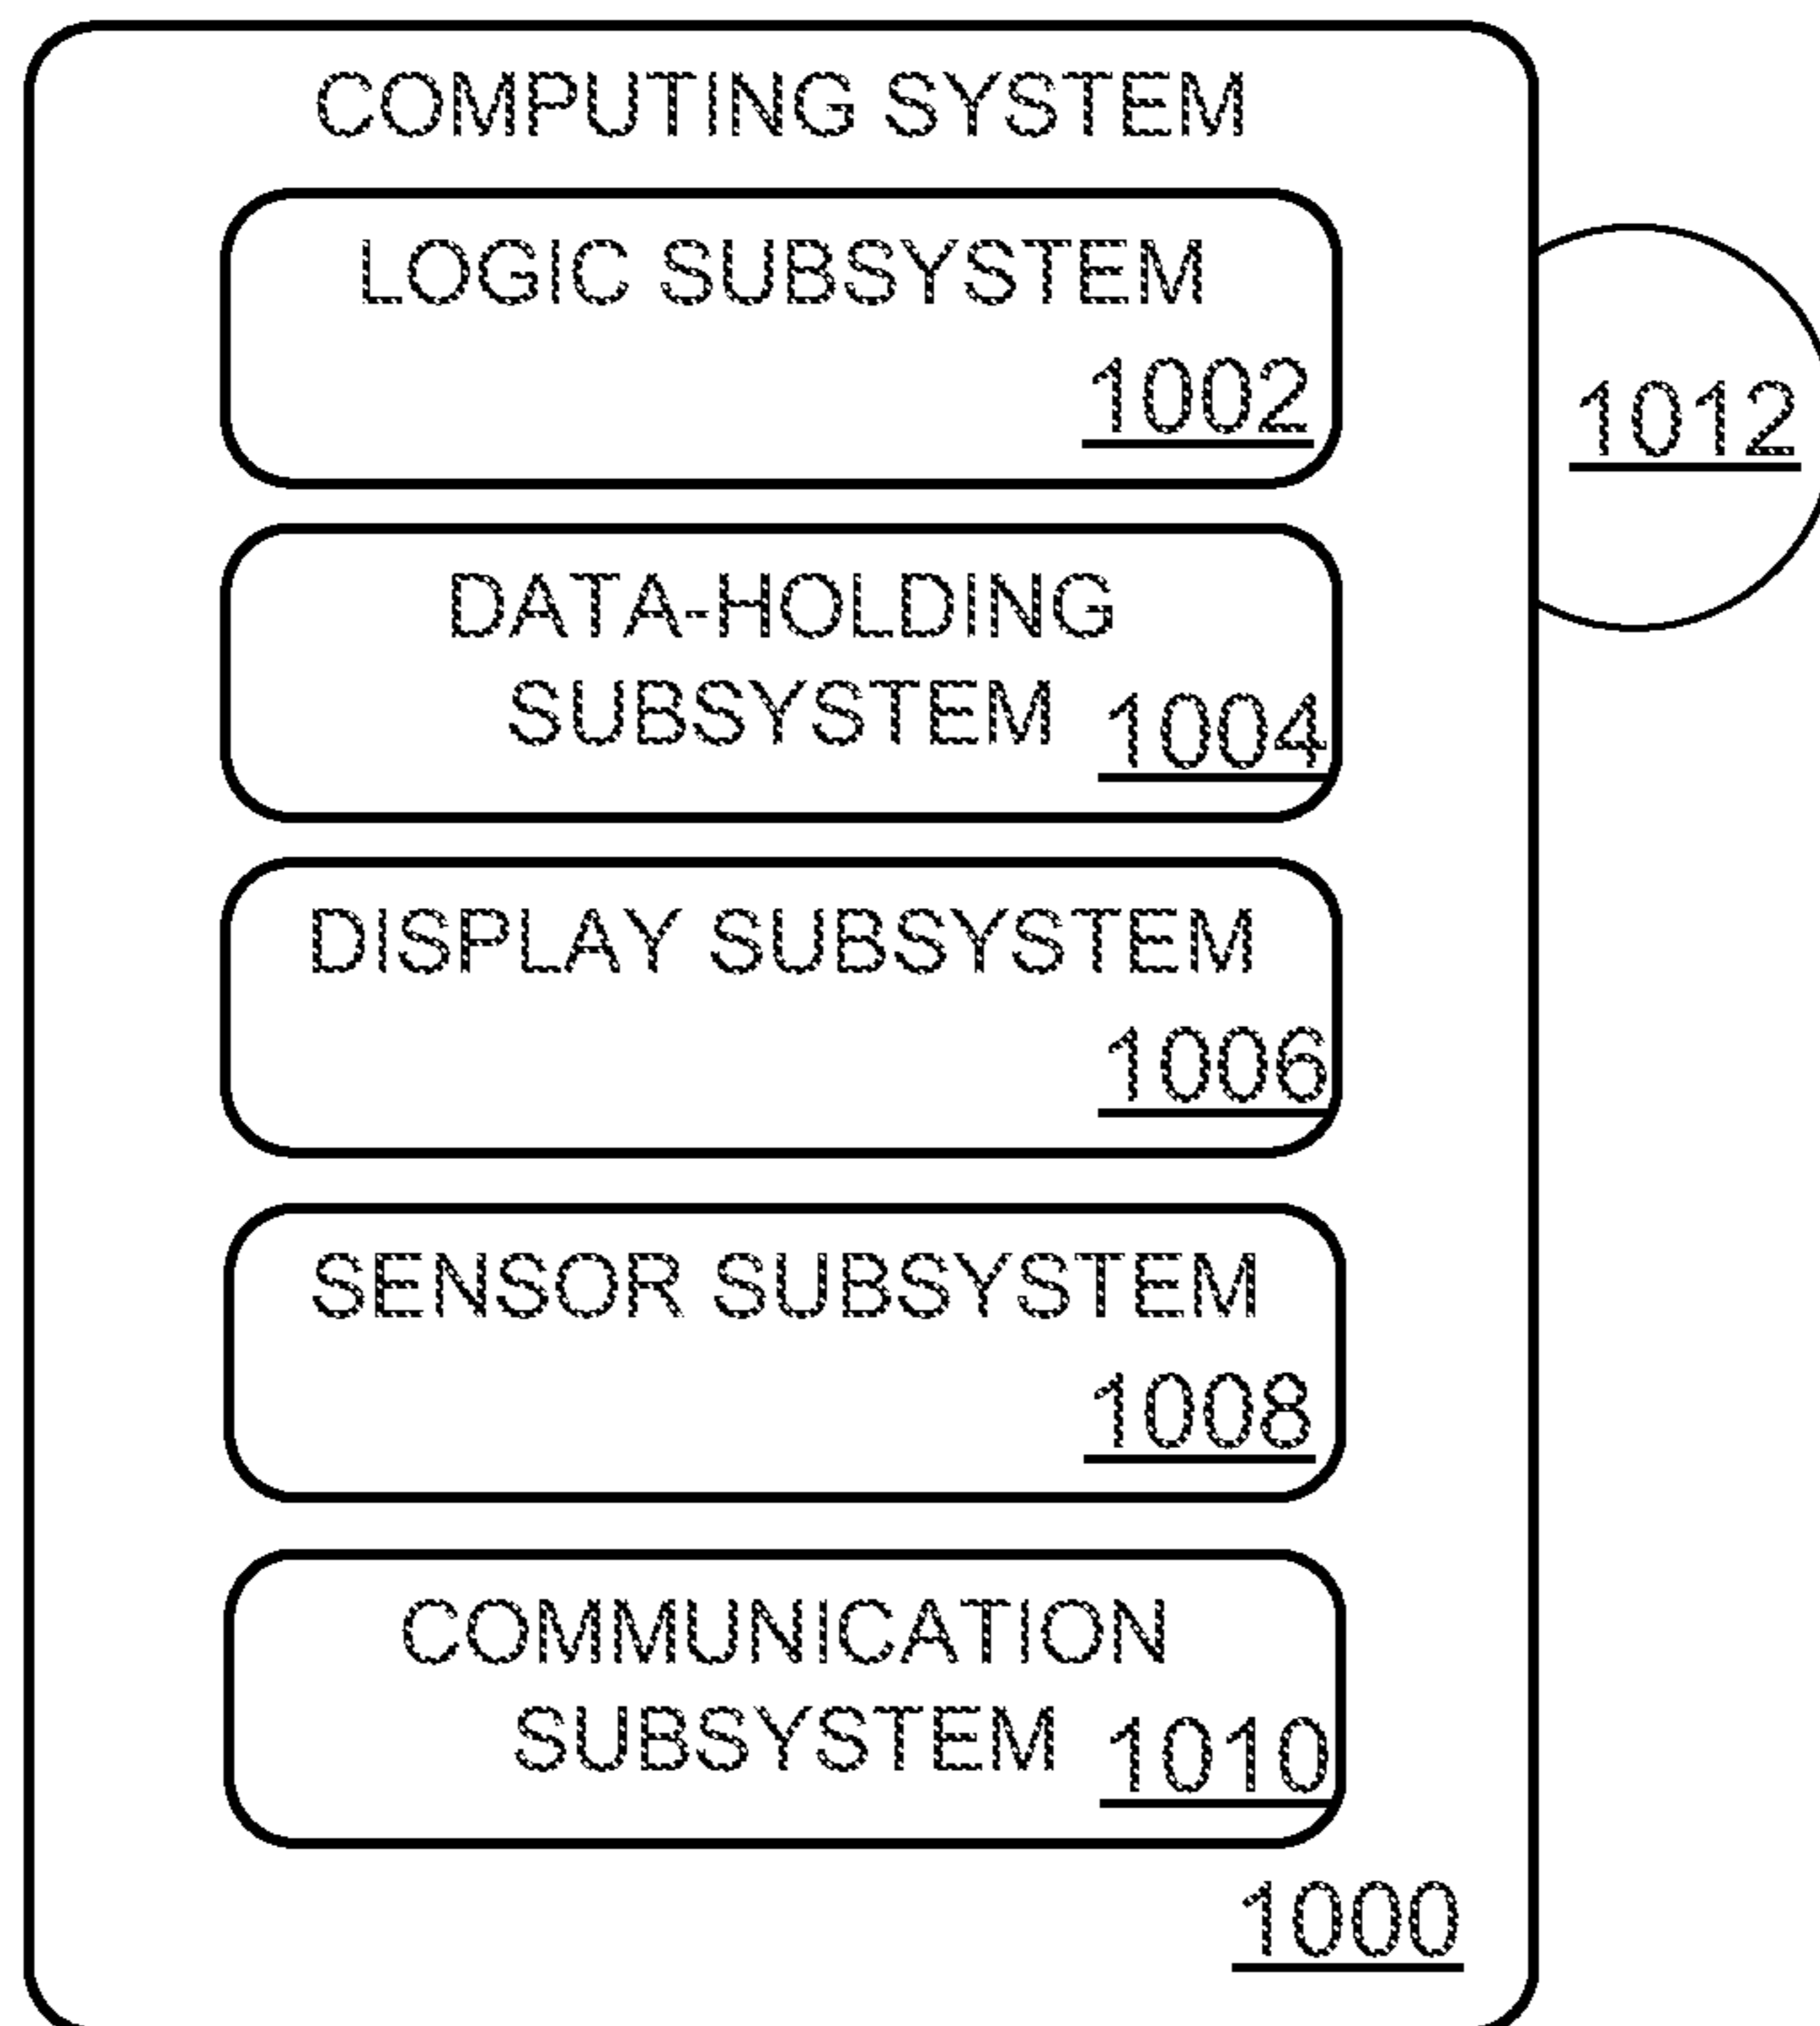 COMPUTING SYSTEM
LOGIC SUBSYSTEM
1002
1012
DATA-HOLDING
SUBSYSTEM 1004
DISPLAY SUBSYSTEM
1006
SENSOR SUBSYSTEM
1008
COMMUNICATION
SUBSYSTEM 1010
1000